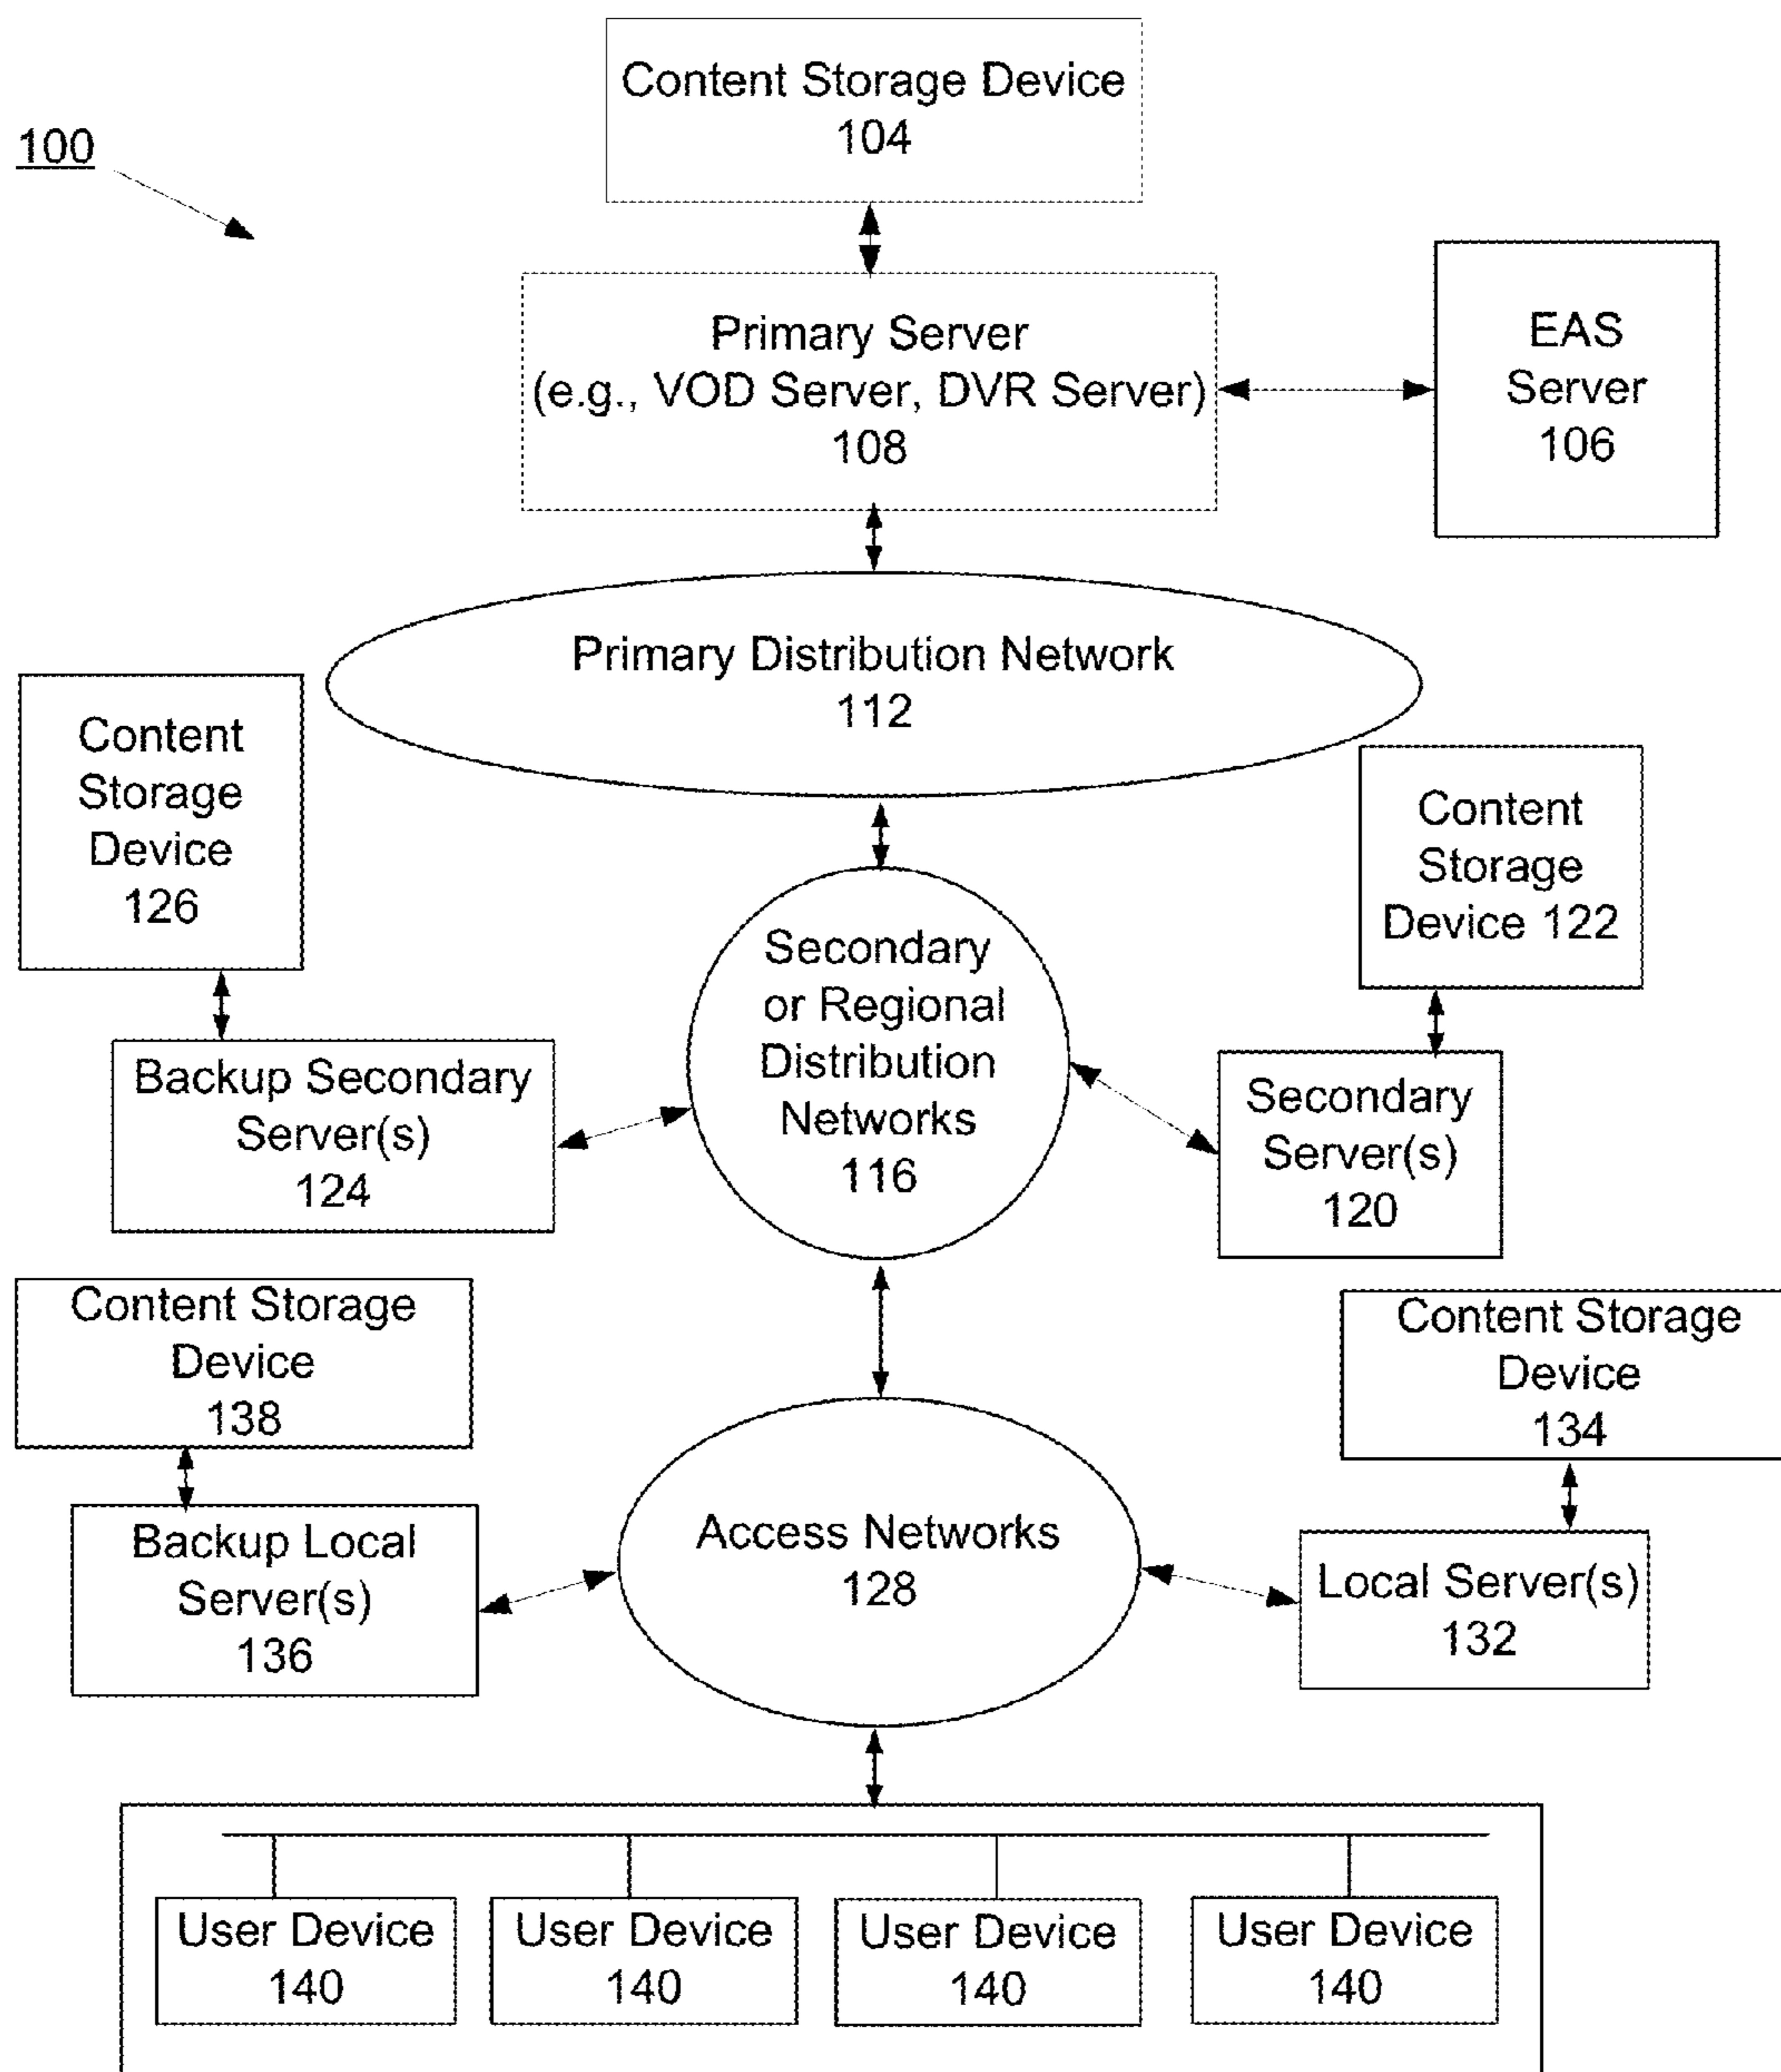 100
Content Storage Device
104
Primary Server
(e.g., VOD Server, DVR Server)
108
EAS
Server
106
Primary Distribution Network
112
Content
Storage
Device
126
Content
Storage
Device 122
Secondary
or Regional
Distribution
Networks
116
Backup Secondary
Server(s)
124
Secondary
Server(s)
120
Content Storage
Device
138
Content Storage
Device
134
Backup Local
Server(s)
136
Access Networks
128
Local Server(s)
132
User Device
140
User Device
140
User Device
140
User Device
140